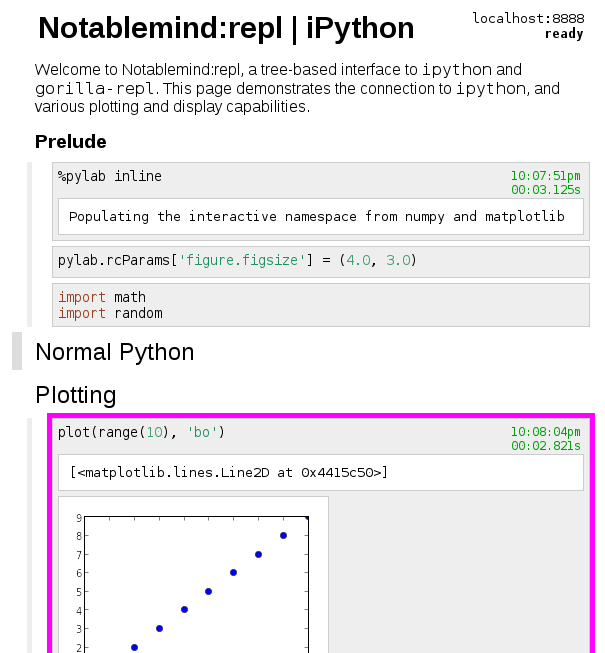 Notablemind:repl | iPython
localhost:8888
ready
Welcome to Notablemind:repl, a tree-based interface to ipython and
gorilla-repl. This page demonstrates the connection to ipython, and
various plotting and display capabilities.
Prelude
%pylab inline
10:07:51pm
00:03.125s
Populating the interactive namespace from numpy and matplotlib
pylab.rcParams['figure.figsize'] = (4.0, 3.0)
import math
import random
Normal Python
Plotting
plot(range(10), 'bo')
10:08:04pm
00:02.821s
[<matplotlib.lines.Line2D at 0x4415c50>]
9
8
7
6
5
4
3
2